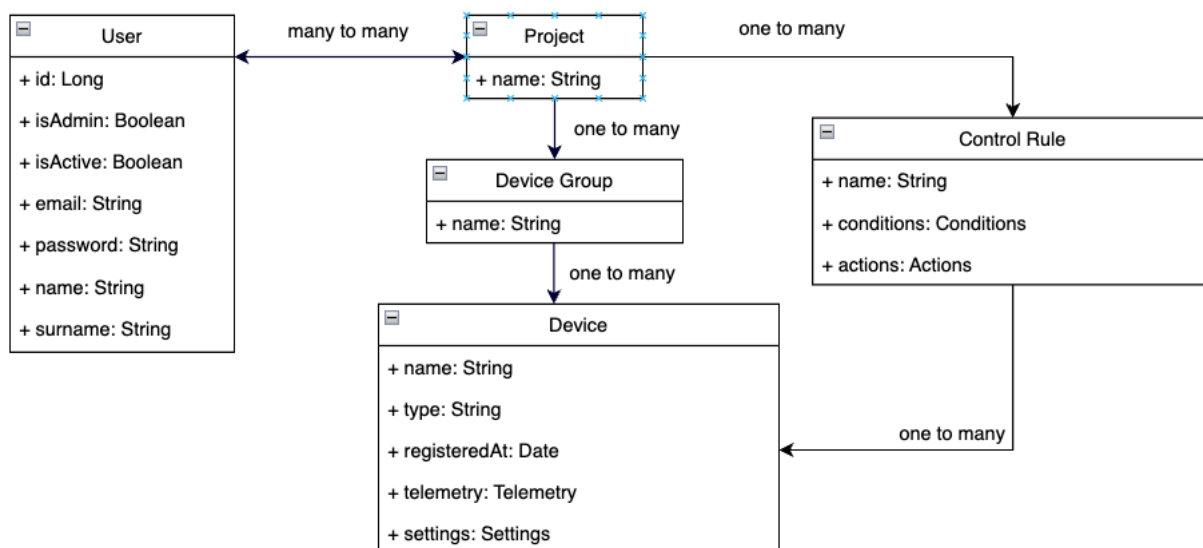 User
+ id: Long
+ isAdmin: Boolean
+ isActive: Boolean
+ email: String
+ password: String
+ name: String
+ surname: String
many to many
Project
+ name: String
one to many
one to many
Device Group
+ name: String
one to many
Control Rule
+ name: String
+ conditions: Conditions
+ actions: Actions
one to many
Device
+ name: String
+ type: String
+ registeredAt: Date
+ telemetry: Telemetry
+ settings: Settings